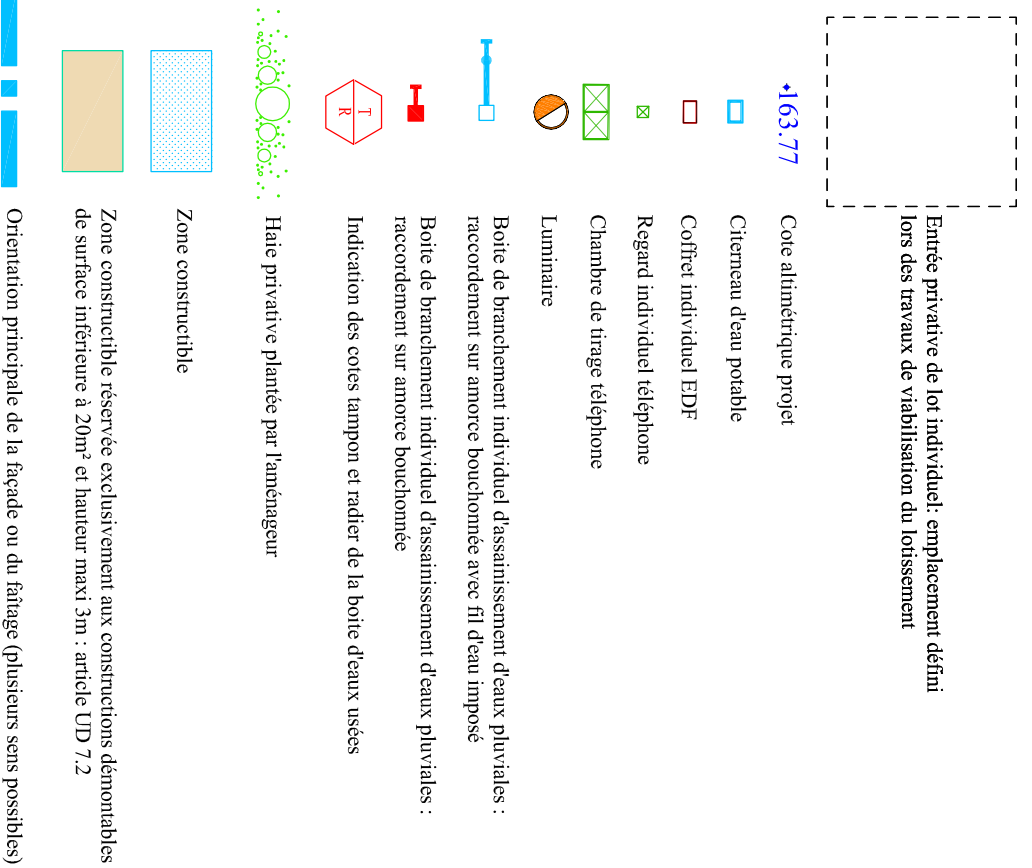 Entrée privative de lot individuel: emplacement défini
lors des travaux de viabilisation du lotissement
163.77
Cote altimétrique projet
Citerneau d'eau potable
Coffret individuel EDF
Regard individuel téléphone
Chambre de tirage téléphone
Luminaire
Boite de branchement individuel d'assainissement d'eaux pluviales :
raccordement sur amorce bouchonnée avec fil d'eau imposé
Boite de branchement individuel d'assainissement d'eaux pluviales :
raccordement sur amorce bouchonnée
T
R
Indication des cotes tampon et radier de la boite d'eaux usées
Haie privative plantée par l'aménageur
Zone constructible
Zone constructible réservée exclusivement aux constructions démontables
de surface inférieure à 20m² et hauteur maxi 3m : article UD 7.2
Orientation principale de la façade ou du faîtage (plusieurs sens possibles)